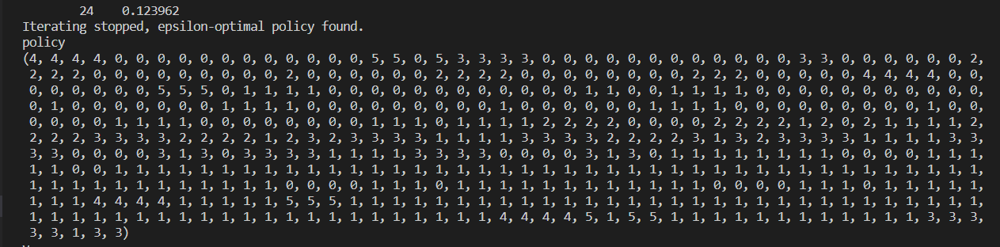 24 0.123962
Iterating stopped, epsilon-optimal policy found.
policy
(4, 4, 4, 4, 0, 0, 0, 0, 0, 0, 0, 0, 0, 0, 0, 0, 5, 5, 0, 5, 3, 3, 3, 3, 0, 0, 0, 0, 0, 0, 0, 0, 0, 0, 0, 0, 3, 3, 0, 0, 0, 0, 0, 0, 2,
2, 2, 2, 0, 0, 0, 0, 0, 0, 0, 0, 0, 2, 0, 0, 0, 0, 0, 0, 2, 2, 2, 2, 0, 0, 0, 0, 0, 0, 0, 0, 2, 2, 2, 0, 0, 0, 0, 0, 4, 4, 4, 4, 0, 0,
0, 0, 0, 0, 0, 0, 5, 5, 5, 0, 1, 1, 1, 1, 0, 0, 0, 0, 0, 0, 0, 0, 0, 0, 0, 0, 1, 1, 0, 0, 1, 1, 1, 1, 0, 0, 0, 0, 0, 0, 0, 0, 0, 0, 0,
0, 1, 0, 0, 0, 0, 0, 0, 0, 1, 1, 1, 1, 0, 0, 0, 0, 0, 0, 0, 0, 0, 1, 0, 0, 0, 0, 0, 0, 1, 1, 1, 1, 0, 0, 0, 0, 0, 0, 0, 0, 0, 1, 0, 0,
0, 0, 0, 0, 1, 1, 1, 1, 0, 0, 0, 0, 0, 0, 0, 0, 1, 1, 1, 0, 1, 1, 1, 1, 2, 2, 2, 2, 0, 0, 0, 0, 2, 2, 2, 2, 1, 2, 0, 2, 1, 1, 1, 1, 2,
2, 2, 2, 3, 3, 3, 3, 2, 2, 2, 2, 1, 2, 3, 2, 3, 3, 3, 3, 1, 1, 1, 1, 3, 3, 3, 3, 2, 2, 2, 2, 3, 1, 3, 2, 3, 3, 3, 3, 1, 1, 1, 1, 3, 3,
3, 3, 0, 0, 0, 0, 3, 1, 3, 0, 3, 3, 3, 3, 1, 1, 1, 1, 3, 3, 3, 3, 0, 0, 0, 0, 3, 1, 3, 0, 1, 1, 1, 1, 1, 1, 1, 1, 0, 0, 0, 0, 1, 1, 1,
1, 1, 0, 0, 1, 1, 1, 1, 1, 1, 1, 1, 1, 1, 1, 1, 1, 1, 1, 1, 1, 1, 1, 1, 1, 1, 1, 1, 1, 1, 1, 1, 1, 1, 1, 1, 1, 1, 1, 1, 1, 1, 1, 1, 1,
1, 1, 1, 1, 1, 1, 1, 1, 1, 1, 1, 1, 0, 0, 0, 0, 1, 1, 1, 0, 1, 1, 1, 1, 1, 1, 1, 1, 1, 1, 1, 1, 0, 0, 0, 0, 1, 1, 1, 0, 1, 1, 1, 1, 1,
1, 1, 1, 4, 4, 4, 4, 1, 1, 1, 1, 1, 5, 5, 5, 1, 1, 1, 1, 1, 1, 1, 1, 1, 1, 1, 1, 1, 1, 1, 1, 1, 1, 1, 1, 1, 1, 1, 1, 1, 1, 1, 1, 1, 1,
1, 1, 1, 1, 1, 1, 1, 1, 1, 1, 1, 1, 1, 1, 1, 1, 1, 1, 1, 1, 1, 1, 4, 4, 4, 4, 5, 1, 5, 5, 1, 1, 1, 1, 1, 1, 1, 1, 1, 1, 1, 1, 3, 3, 3,
3, 3, 1, 3, 3)